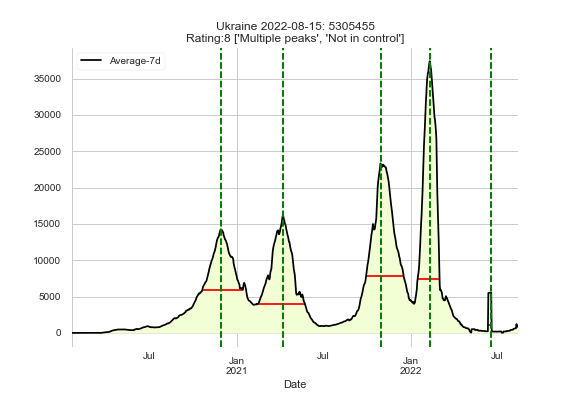 Ukraine 2022-08-15: 5305455
Rating:8 ['Multiple peaks', 'Not in control']
Average-7d
35000
30000
25000
20000
15000
10000
5000
0
Jul
Jan
2021
Jul
Jan
2022
Jul
Date